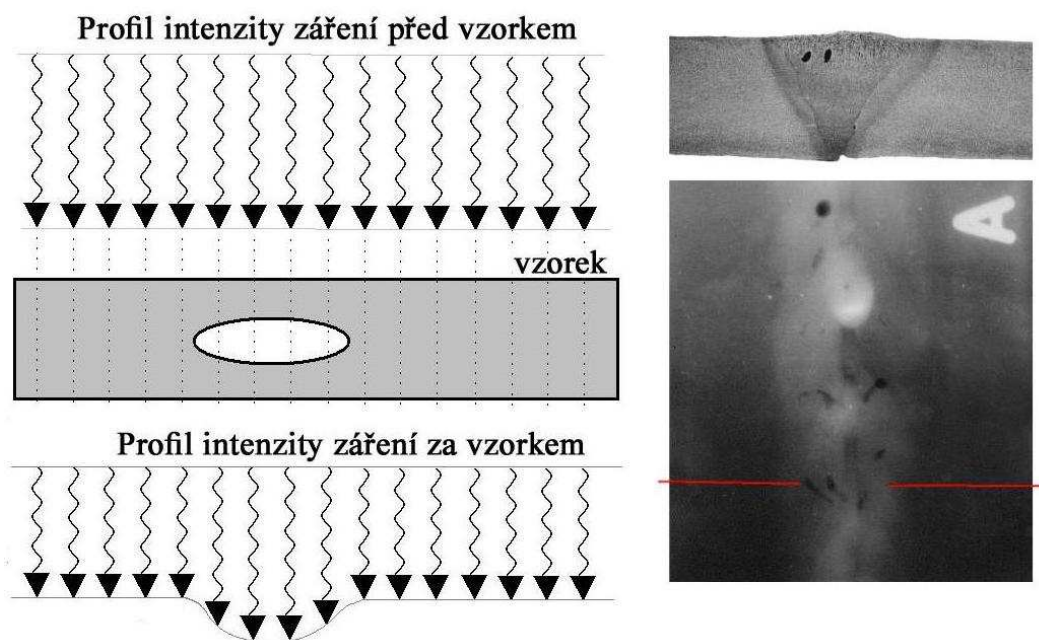 Profil intenzity záření před vzorkem
vzorek
Profil intenzity záření za vzorkem
A